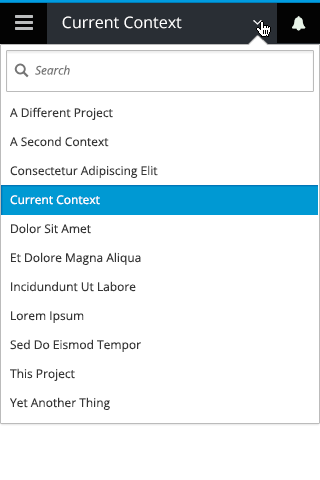 Current Context
Search
A Different Project
A Second Context
Consectetur Adipiscing Elit
Current Context
Dolor Sit Amet
Et Dolore Magna Aliqua
Incidundunt Ut Labore
Lorem Ipsum
Sed Do Eismod Tempor
This Project
Yet Another Thing